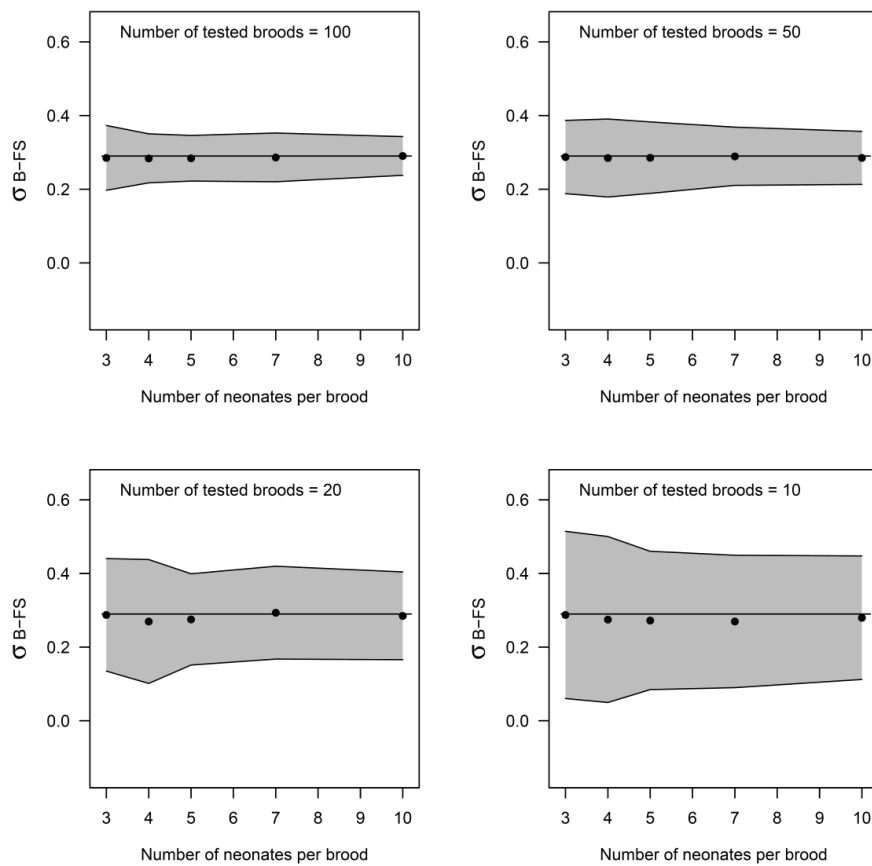 Number of tested broods = 100
0.6
0.4
0.2
0.0
σ B−FS
3 4 5 6 7 8 9 10
Number of neonates per brood
Number of tested broods = 50
0.6
0.4
0.2
0.0
σ B−FS
3 4 5 6 7 8 9 10
Number of neonates per brood
Number of tested broods = 20
0.6
0.4
0.2
0.0
σ B−FS
3 4 5 6 7 8 9 10
Number of neonates per brood
Number of tested broods = 10
0.6
0.4
0.2
0.0
σ B−FS
3 4 5 6 7 8 9 10
Number of neonates per brood